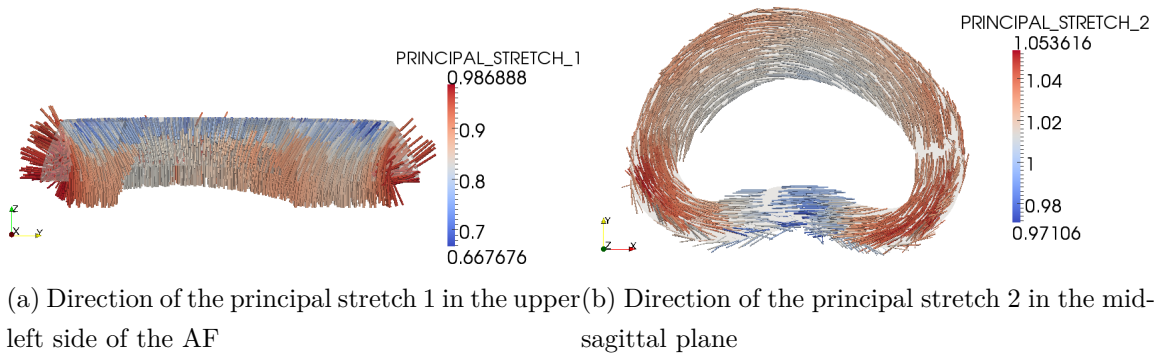 PRINCIPAL_STRETCH_1
0.986888
0.9
0.8
0.7
0.667676
Z
X
Y
PRINCIPAL_STRETCH_2
1.053616
1.04
1.02
1
0.98
0.97106
Y
Z
X
(a) Direction of the principal stretch 1 in the upper
left side of the AF
(b) Direction of the principal stretch 2 in the mid-
sagittal plane